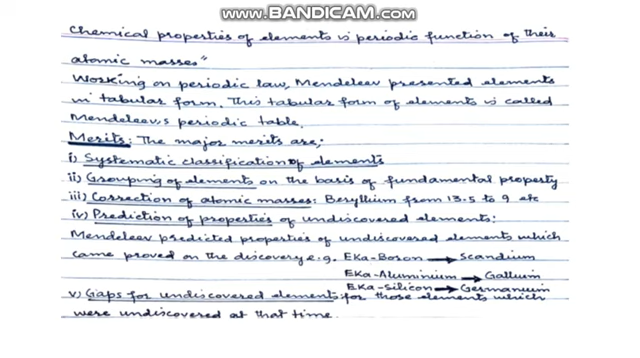 www.BANDICAM.com
Chemical properties of elements is periodic function of their
atomic masses"
Working on periodic law, Mendeleev presented elements
in tabular form. This tabular form of elements is called
Mendeleev,s periodic table.
Merits: The major merits are;
i) Systematic classification of elements
ii) Grouping of elements on the basis of fundamental property
iii) Correction of atomic masses: Beryllium from 13.5 to 9 etc
iv) Prediction of properties of undiscovered elements:
Mendeleev predicted properties of undiscovered elements which
came proved on the discovery e.g. EKa-Boron → Scandium
EKa-Aluminium → Gallium
EKa-Silicon → Germanium
v) Gaps for undiscovered elements: for those elements which
were undiscovered at that time.